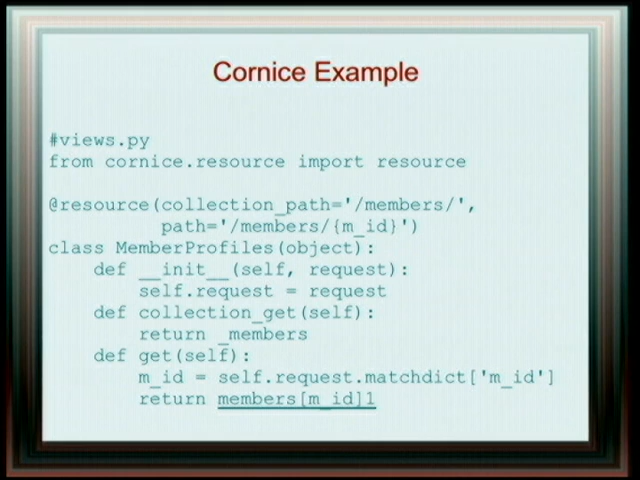 Cornice Example
#views.py
from cornice.resource import resource
@resource(collection_path='/members/',
path='/members/{m_id}')
class MemberProfiles(object):
def __init__(self, request):
self.request = request
def collection_get(self):
return _members
def get(self):
m_id = self.request.matchdict['m_id']
return members[m_id]1